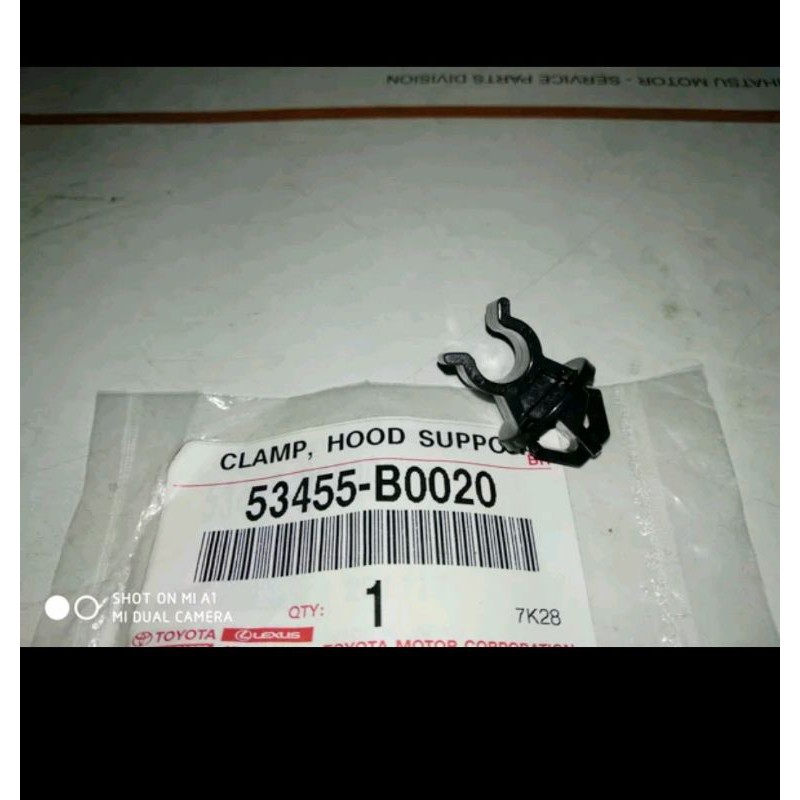 IHATSU MOTOR - SERVICE PARTS DIVISION
CLAMP, HOOD SUPPO
53455-B0020
QTY: 1 7K28
TOYOTA LEXUS
TOYOTA MOTOR CORPORATION
SHOT ON MI A1
MI DUAL CAMERA